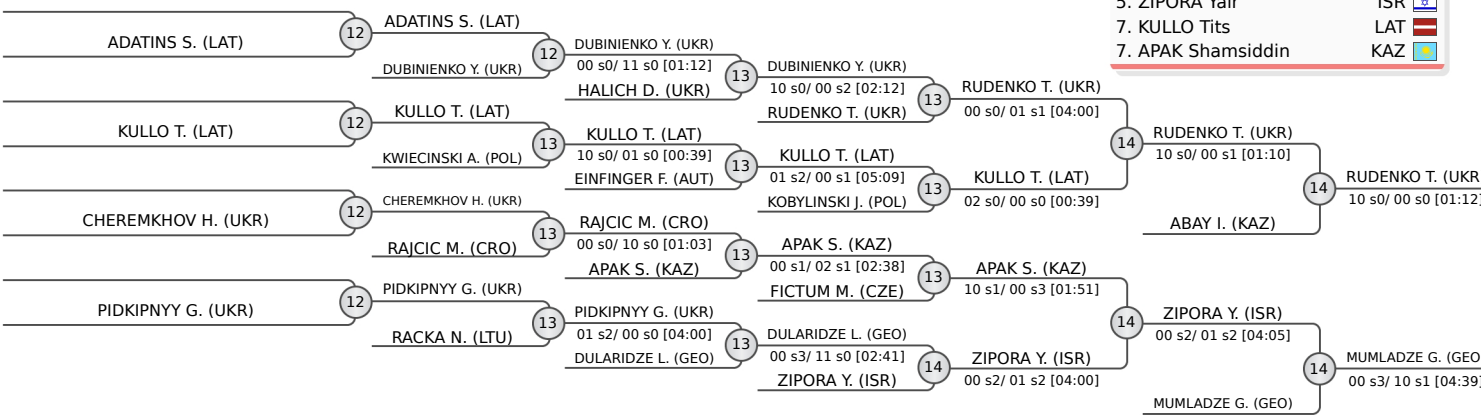 5. ZIPORA Yair ISR
7. KULLO Tits LAT
7. APAK Shamsiddin KAZ
ADATINS S. (LAT)
12
KULLO T. (LAT)
12
CHEREMKHOV H. (UKR)
12
PIDKIPNYY G. (UKR)
12
ADATINS S. (LAT)
DUBINIENKO Y. (UKR)
12
KULLO T. (LAT)
KWIECINSKI A. (POL)
13
CHEREMKHOV H. (UKR)
RAJCIC M. (CRO)
13
PIDKIPNYY G. (UKR)
RACKA N. (LTU)
13
DUBINIENKO Y. (UKR)
00 s0/ 11 s0 [01:12]
HALICH D. (UKR)
13
KULLO T. (LAT)
10 s0/ 01 s0 [00:39]
EINFINGER F. (AUT)
13
RAJCIC M. (CRO)
00 s0/ 10 s0 [01:03]
APAK S. (KAZ)
13
PIDKIPNYY G. (UKR)
01 s2/ 00 s0 [04:00]
DULARIDZE L. (GEO)
13
DUBINIENKO Y. (UKR)
10 s0/ 00 s2 [02:12]
RUDENKO T. (UKR)
13
KULLO T. (LAT)
01 s2/ 00 s1 [05:09]
KOBYLINSKI J. (POL)
13
APAK S. (KAZ)
00 s1/ 02 s1 [02:38]
FICTUM M. (CZE)
13
DULARIDZE L. (GEO)
00 s3/ 11 s0 [02:41]
ZIPORA Y. (ISR)
14
RUDENKO T. (UKR)
00 s0/ 01 s1 [04:00]
KULLO T. (LAT)
02 s0/ 00 s0 [00:39]
14
APAK S. (KAZ)
10 s1/ 00 s3 [01:51]
ZIPORA Y. (ISR)
00 s2/ 01 s2 [04:00]
14
RUDENKO T. (UKR)
10 s0/ 00 s1 [01:10]
ABAY I. (KAZ)
14
ZIPORA Y. (ISR)
00 s2/ 01 s2 [04:05]
MUMLADZE G. (GEO)
14
RUDENKO T. (UKR
10 s0/ 00 s0 [01:12]
MUMLADZE G. (GEO
00 s3/ 10 s1 [04:39]